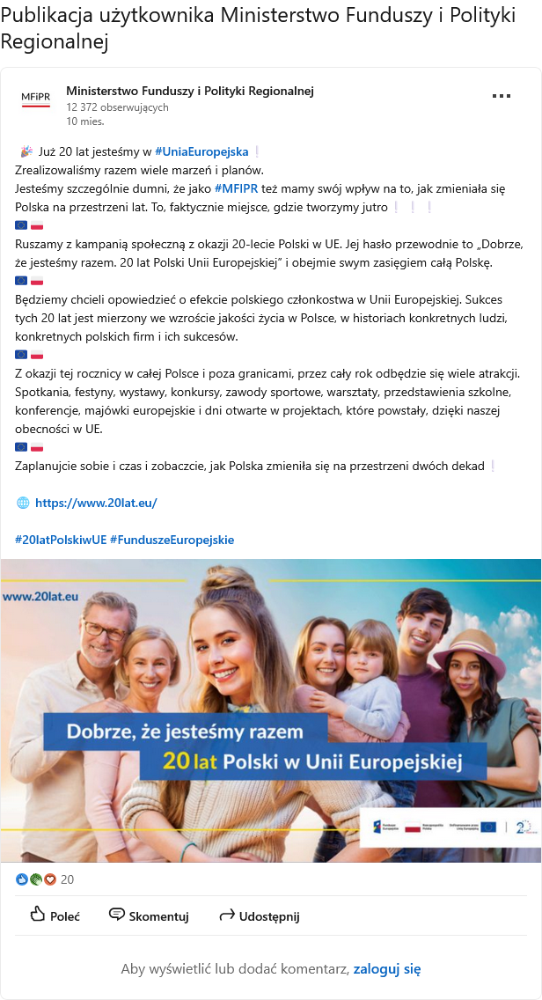 Publikacja użytkownika Ministerstwo Funduszy i Polityki
Regionalnej
MFiPR
Ministerstwo Funduszy i Polityki Regionalnej
12 372 obserwujących
10 mies.
🎉 Już 20 lat jesteśmy w #UniaEuropejska❕
Zrealizowaliśmy razem wiele marzeń i planów.
Jesteśmy szczególnie dumni, że jako #MFIPR też mamy swój wpływ na to, jak zmieniała się
Polska na przestrzeni lat. To, faktycznie miejsce, gdzie tworzymy jutro❕❕❕
🇪🇺🇵🇱
Ruszamy z kampanią społeczną z okazji 20-lecie Polski w UE. Jej hasło przewodnie to „Dobrze,
że jesteśmy razem. 20 lat Polski Unii Europejskiej” i obejmie swym zasięgiem całą Polskę.
🇪🇺🇵🇱
Będziemy chcieli opowiedzieć o efekcie polskiego członkostwa w Unii Europejskiej. Sukces
tych 20 lat jest mierzony we wzroście jakości życia w Polsce, w historiach konkretnych ludzi,
konkretnych polskich firm i ich sukcesów.
🇪🇺🇵🇱
Z okazji tej rocznicy w całej Polsce i poza granicami, przez cały rok odbędzie się wiele atrakcji.
Spotkania, festyny, wystawy, konkursy, zawody sportowe, warsztaty, przedstawienia szkolne,
konferencje, majówki europejskie i dni otwarte w projektach, które powstały, dzięki naszej
obecności w UE.
🇪🇺🇵🇱
Zaplanujcie sobie i czas i zobaczcie, jak Polska zmieniła się na przestrzeni dwóch dekad❕
🌐 https://www.20lat.eu/
#20latPolskiwUE #FunduszeEuropejskie
www.20lat.eu
Dobrze, że jesteśmy razem
20 lat Polski w Unii Europejskiej
Fundusze
Europejskie
Rzeczpospolita
Polska
Dofinansowane przez
Unię Europejską
20
Poleć
Skomentuj
Udostępnij
Aby wyświetlić lub dodać komentarz, zaloguj się